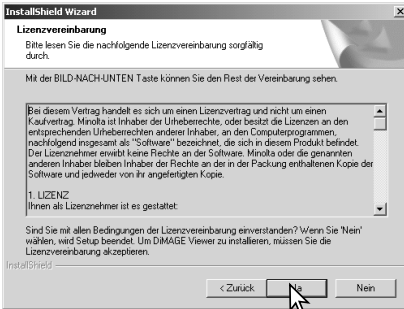 InstallShield Wizard
Lizenzvereinbarung
Bitte lesen Sie die nachfolgende Lizenzvereinbarung sorgfältig
durch.
Mit der BILD-NACH-UNTEN Taste können Sie den Rest der Vereinbarung sehen.
Bei diesem Vertrag handelt es sich um einen Lizenzvertrag und nicht um einen
Kaufvertrag. Minolta ist Inhaber der Urheberrechte, oder besitzt die Lizenzen an den
entsprechenden Urheberrechten anderer Inhaber, an den Computerprogrammen,
nachfolgend insgesamt als "Software" bezeichnet, die sich in diesem Produkt befindet.
Der Lizenznehmer erwirbt keine Rechte an der Software. Minolta oder die genannten
anderen Inhaber bleiben Inhaber der Rechte an der in der Packung enthaltenen Kopie der
Software und jedweder von ihr angefertigten Kopie.
1. LIZENZ
Ihnen als Lizenznehmer ist es gestattet:
Sind Sie mit allen Bedingungen der Lizenzvereinbarung einverstanden? Wenn Sie 'Nein'
wählen, wird Setup beendet. Um DiMAGE Viewer zu installieren, müssen Sie die
Lizenzvereinbarung akzeptieren.
InstallShield
< Zurück
Ja
Nein